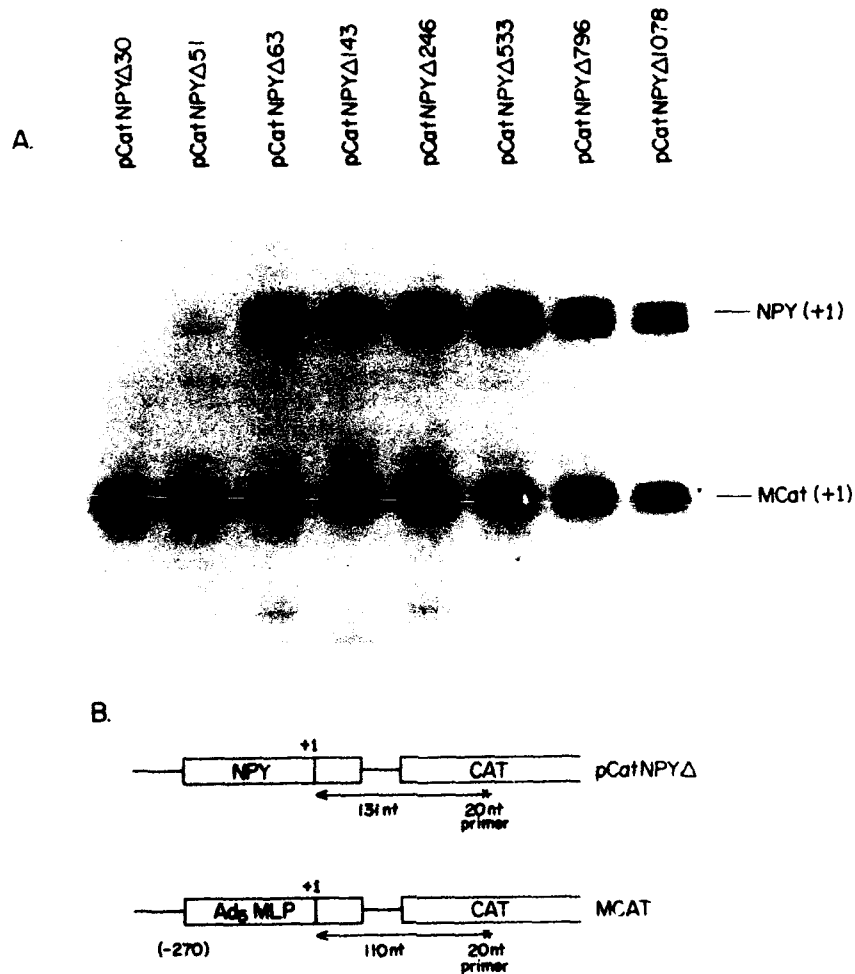 A.
pCatNPYΔ30
pCatNPYΔ51
pCatNPYΔ63
pCatNPYΔ143
pCatNPYΔ246
pCatNPYΔ533
pCatNPYΔ796
pCatNPYΔ1078
NPY (+1)
MCat (+1)
B.
+1
NPY
CAT
pCatNPYΔ
131nt
20nt
primer
+1
Ad5 MLP
CAT
MCAT
(-270)
110nt
20nt
primer